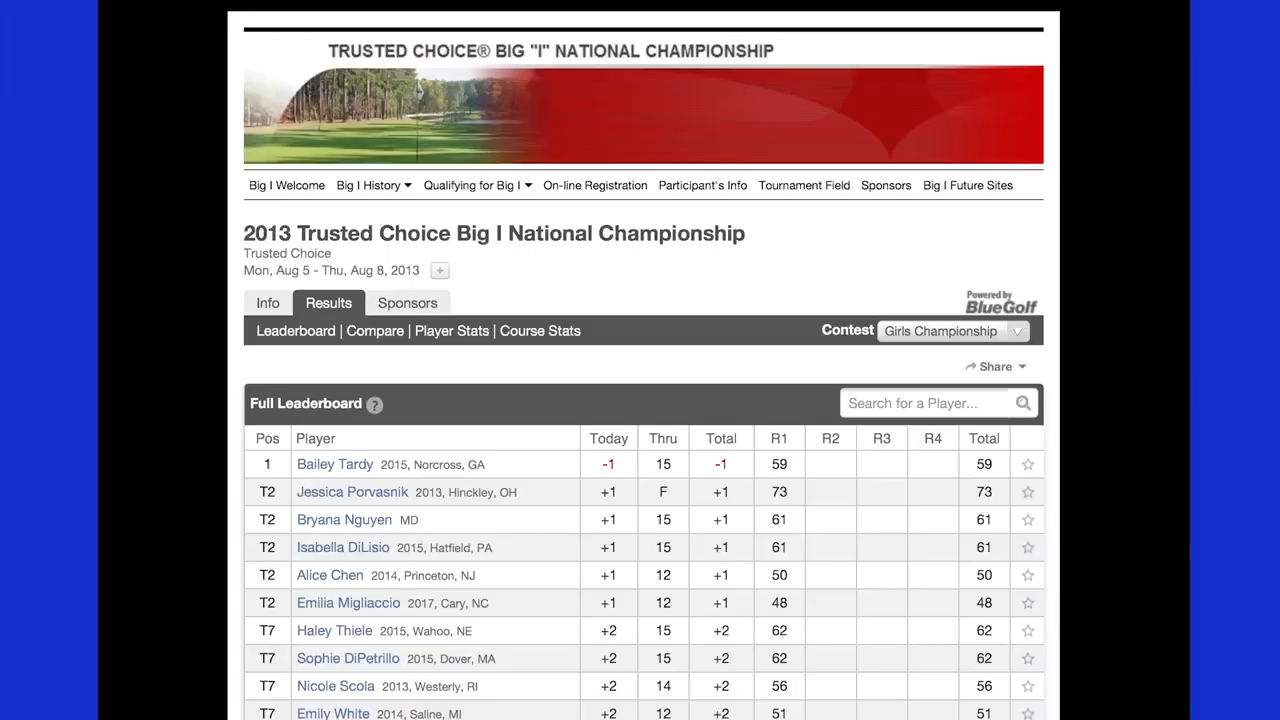 TRUSTED CHOICE® BIG "I" NATIONAL CHAMPIONSHIP
Big I Welcome Big I History Qualifying for Big I On-line Registration Participant's Info Tournament Field Sponsors Big I Future Sites
2013 Trusted Choice Big I National Championship
Trusted Choice
Mon, Aug 5 - Thu, Aug 8, 2013 +
Info Results Sponsors
Powered by
BlueGolf
Leaderboard | Compare | Player Stats | Course Stats Contest Girls Championship
Share
Full Leaderboard ? Search for a Player...
Pos Player Today Thru Total R1 R2 R3 R4 Total
1 Bailey Tardy 2015, Norcross, GA -1 15 -1 59 59
T2 Jessica Porvasnik 2013, Hinckley, OH +1 F +1 73 73
T2 Bryana Nguyen MD +1 15 +1 61 61
T2 Isabella DiLisio 2015, Hatfield, PA +1 15 +1 61 61
T2 Alice Chen 2014, Princeton, NJ +1 12 +1 50 50
T2 Emilia Migliaccio 2017, Cary, NC +1 12 +1 48 48
T7 Haley Thiele 2015, Wahoo, NE +2 15 +2 62 62
T7 Sophie DiPetrillo 2015, Dover, MA +2 15 +2 62 62
T7 Nicole Scola 2013, Westerly, RI +2 14 +2 56 56
T7 Emily White 2014, Saline, MI +2 12 +2 51 51